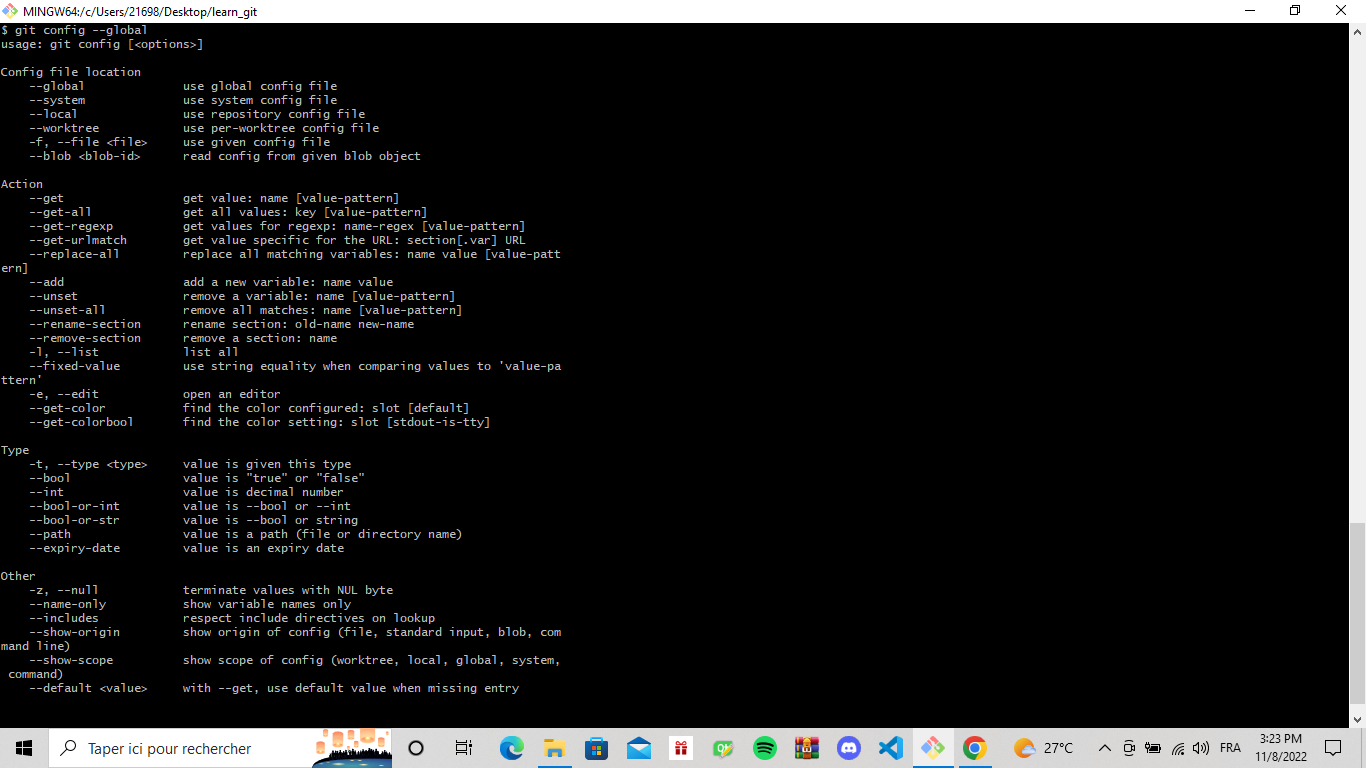 MINGW64:/c/Users/21698/Desktop/learn_git
$ git config --global
usage: git config [<options>]
Config file location
--global use global config file
--system use system config file
--local use repository config file
--worktree use per-worktree config file
-f, --file <file> use given config file
--blob <blob-id> read config from given blob object
Action
--get get value: name [value-pattern]
--get-all get all values: key [value-pattern]
--get-regexp get values for regexp: name-regex [value-pattern]
--get-urlmatch get value specific for the URL: section[.var] URL
--replace-all replace all matching variables: name value [value-patt
ern]
--add add a new variable: name value
--unset remove a variable: name [value-pattern]
--unset-all remove all matches: name [value-pattern]
--rename-section rename section: old-name new-name
--remove-section remove a section: name
-l, --list list all
--fixed-value use string equality when comparing values to 'value-pa
ttern'
-e, --edit open an editor
--get-color find the color configured: slot [default]
--get-colorbool find the color setting: slot [stdout-is-tty]
Type
-t, --type <type> value is given this type
--bool value is "true" or "false"
--int value is decimal number
--bool-or-int value is --bool or --int
--bool-or-str value is --bool or string
--path value is a path (file or directory name)
--expiry-date value is an expiry date
Other
-z, --null terminate values with NUL byte
--name-only show variable names only
--includes respect include directives on lookup
--show-origin show origin of config (file, standard input, blob, com
mand line)
--show-scope show scope of config (worktree, local, global, system,
command)
--default <value> with --get, use default value when missing entry
Taper ici pour rechercher
27°C
FRA
3:23 PM
11/8/2022